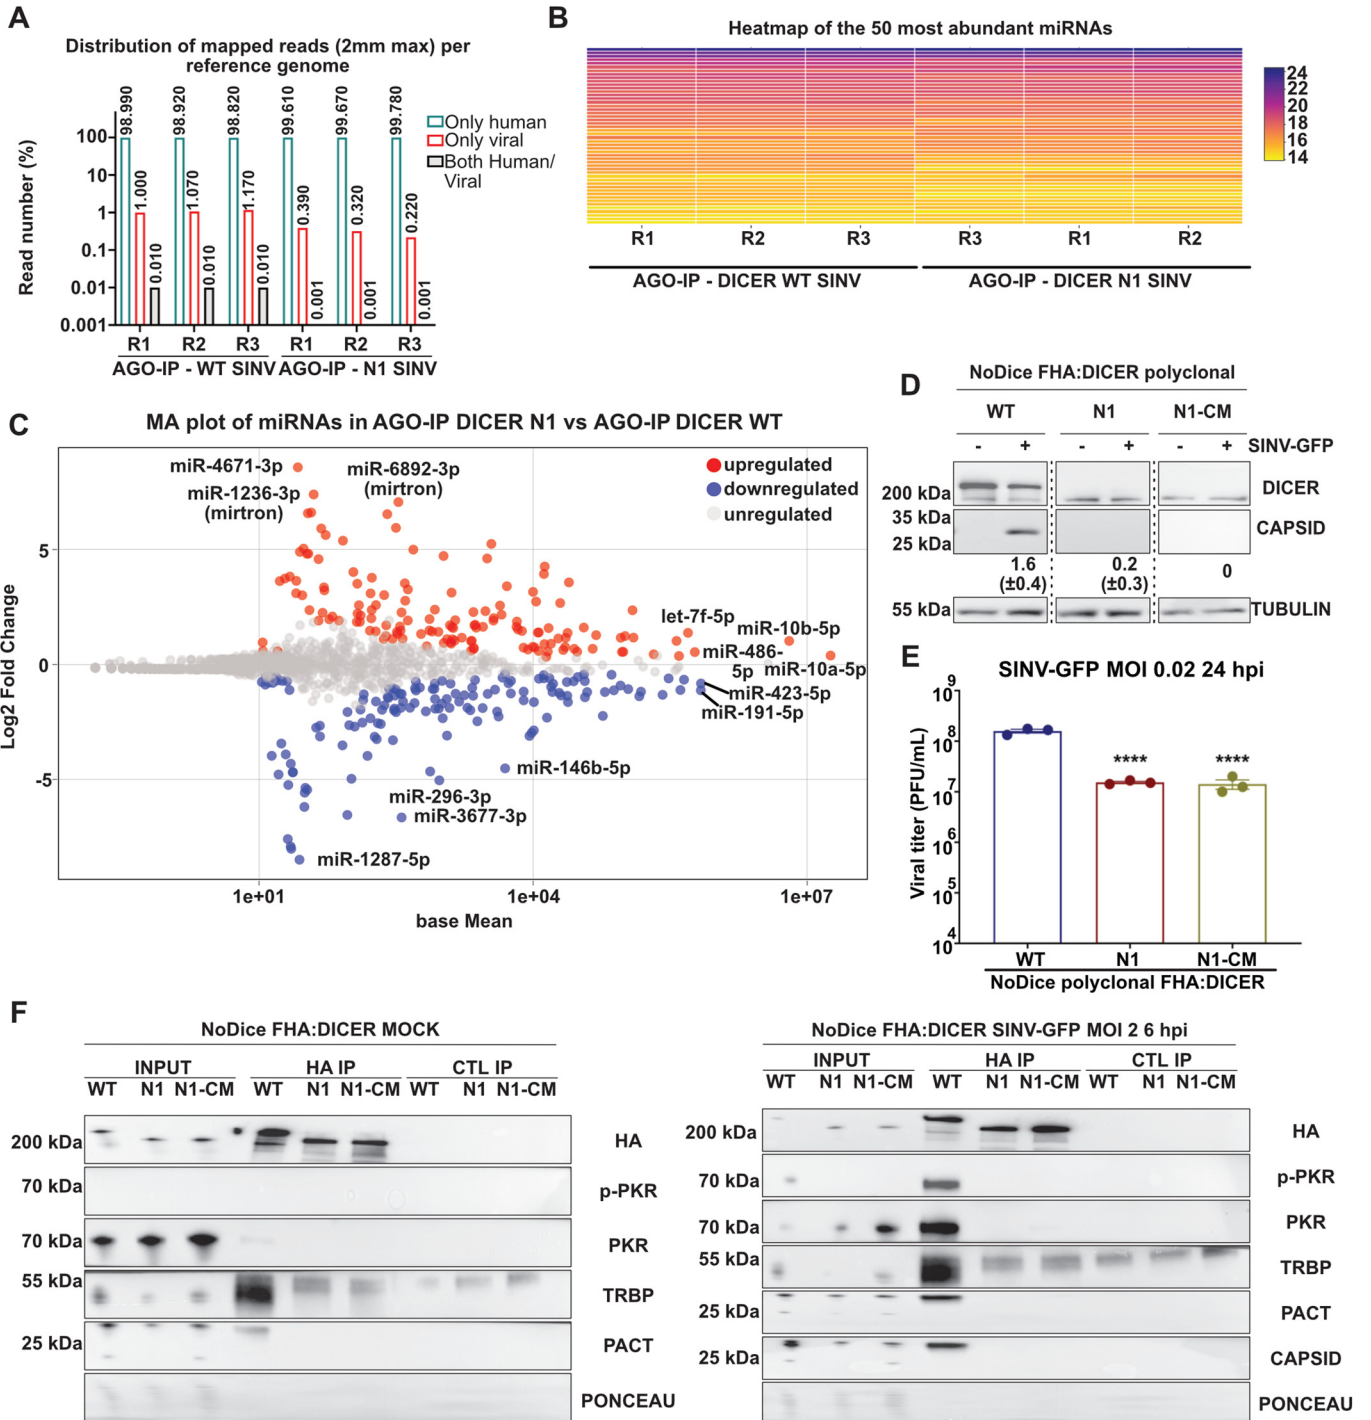 A
Distribution of mapped reads (2mm max) per
reference genome
Read number (%)
100
10
1
0.1
0.01
0.001
98.990
1.000
0.010
98.920
1.070
0.010
98.820
1.170
0.010
99.610
0.390
0.001
99.670
0.320
0.001
99.780
0.220
0.001
Only human
Only viral
Both Human/
Viral
R1 R2 R3 R1 R2 R3
AGO-IP - WT SINV AGO-IP - N1 SINV
B
Heatmap of the 50 most abundant miRNAs
24
22
20
18
16
14
R1 R2 R3 R3 R1 R2
AGO-IP - DICER WT SINV AGO-IP - DICER N1 SINV
C
MA plot of miRNAs in AGO-IP DICER N1 vs AGO-IP DICER WT
Log2 Fold Change
5
0
-5
miR-4671-3p
miR-1236-3p
(mirtron)
miR-6892-3p
(mirtron)
upregulated
downregulated
unregulated
let-7f-5p
miR-10b-5p
miR-486-
5p
miR-10a-5p
miR-423-5p
miR-191-5p
miR-146b-5p
miR-296-3p
miR-3677-3p
miR-1287-5p
1e+01 1e+04 1e+07
base Mean
D
NoDice FHA:DICER polyclonal
WT N1 N1-CM
- + - + - + SINV-GFP
200 kDa DICER
35 kDa
25 kDa
CAPSID
1.6
(±0.4)
0.2
(±0.3)
0
55 kDa TUBULIN
E
SINV-GFP MOI 0.02 24 hpi
Viral titer (PFU/mL)
10 9
10 8
10 7
10 6
10 5
10 4
**** ****
WT N1 N1-CM
NoDice polyclonal FHA:DICER
F
NoDice FHA:DICER MOCK
INPUT HA IP CTL IP
WT N1 N1-CM WT N1 N1-CM WT N1 N1-CM
200 kDa HA
70 kDa p-PKR
70 kDa PKR
55 kDa TRBP
25 kDa PACT
PONCEAU
NoDice FHA:DICER SINV-GFP MOI 2 6 hpi
INPUT HA IP CTL IP
WT N1 N1-CM WT N1 N1-CM WT N1 N1-CM
200 kDa HA
70 kDa p-PKR
70 kDa PKR
55 kDa TRBP
25 kDa PACT
25 kDa CAPSID
PONCEAU